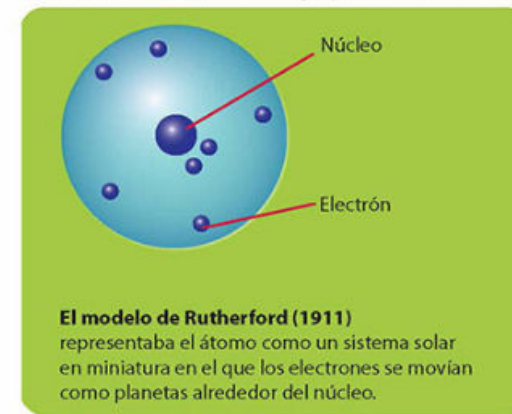 Núcleo
Electrón
El modelo de Rutherford (1911)
representaba el átomo como un sistema solar
en miniatura en el que los electrones se movían
como planetas alrededor del núcleo.